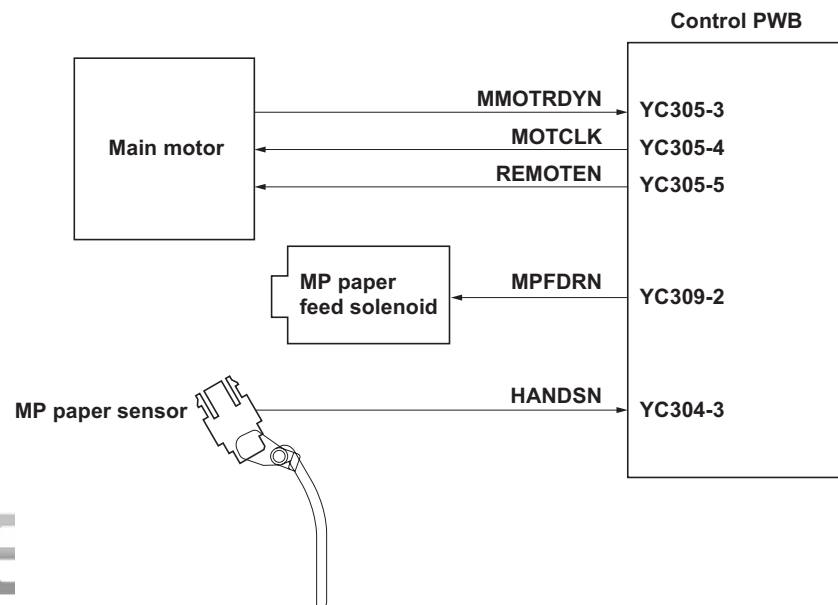 Control PWB
MMOTRDYN
YC305-3
Main motor
MOTCLK
YC305-4
REMOTEN
YC305-5
MP paper
feed solenoid
MPFDRN
YC309-2
MP paper sensor
HANDSN
YC304-3